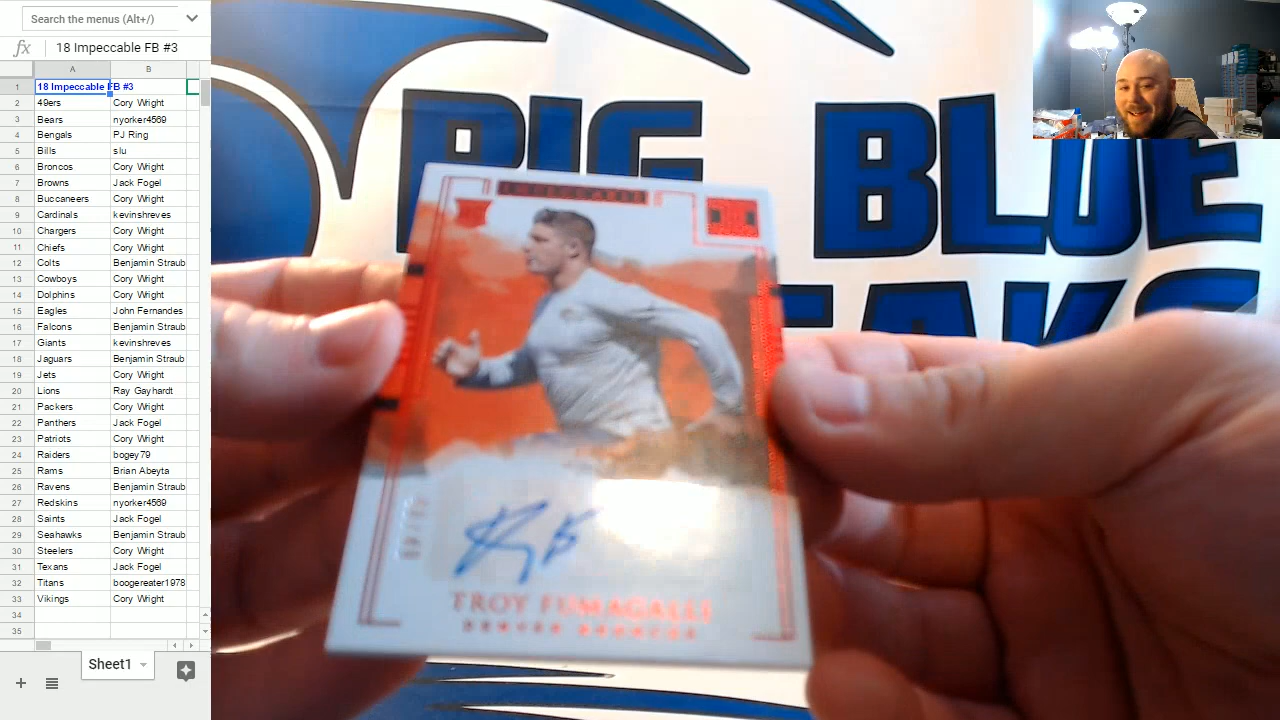 Search the menus (Alt+/)
fx 18 Impeccable FB #3
A B
1 18 Impeccable FB #3
2 49ers Cory Wright
3 Bears nyorker4569
4 Bengals PJ Ring
5 Bills slu
6 Broncos Cory Wright
7 Browns Jack Fogel
8 Buccaneers Cory Wright
9 Cardinals kevinshreves
10 Chargers Cory Wright
11 Chiefs Cory Wright
12 Colts Benjamin Straub
13 Cowboys Cory Wright
14 Dolphins Cory Wright
15 Eagles John Fernandes
16 Falcons Benjamin Straub
17 Giants kevinshreves
18 Jaguars Benjamin Straub
19 Jets Cory Wright
20 Lions Ray Gayhardt
21 Packers Cory Wright
22 Panthers Jack Fogel
23 Patriots Cory Wright
24 Raiders bogey79
25 Rams Brian Abeyta
26 Ravens Benjamin Straub
27 Redskins nyorker4569
28 Saints Jack Fogel
29 Seahawks Benjamin Straub
30 Steelers Cory Wright
31 Texans Jack Fogel
32 Titans boogereater1978
33 Vikings Cory Wright
34
35
Sheet1
BIG BLUE
IMPECCABLE
TROY FUMAGALLI
DENVER BRONCOS